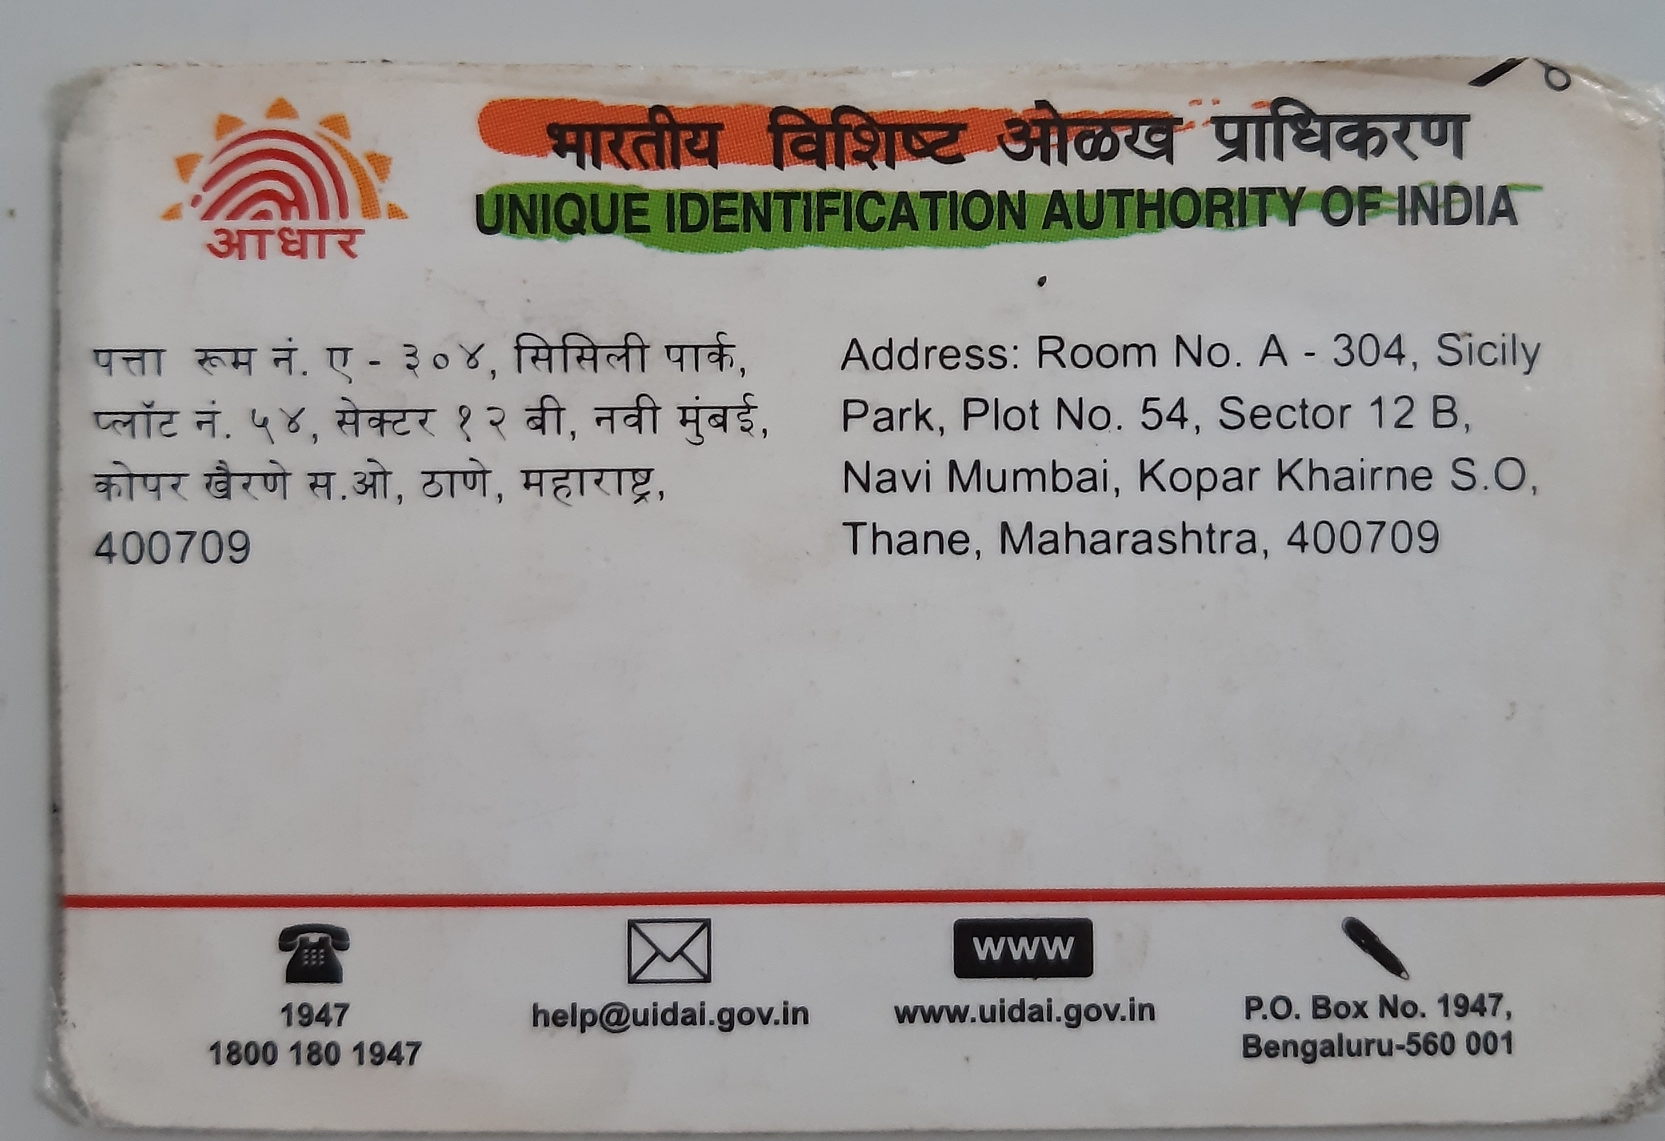 भारतीय विशिष्ट ओळख प्राधिकरण
UNIQUE IDENTIFICATION AUTHORITY OF INDIA
आधार
पत्ता रूम नं. ए - ३०४, सिसिली पार्क,
प्लॉट नं. ५४, सेक्टर १२ बी, नवी मुंबई,
कोपर खैरणे स.ओ, ठाणे, महाराष्ट्र,
400709
Address: Room No. A - 304, Sicily
Park, Plot No. 54, Sector 12 B,
Navi Mumbai, Kopar Khairne S.O,
Thane, Maharashtra, 400709
1947
1800 180 1947
help@uidai.gov.in
www
www.uidai.gov.in
P.O. Box No. 1947,
Bengaluru-560 001